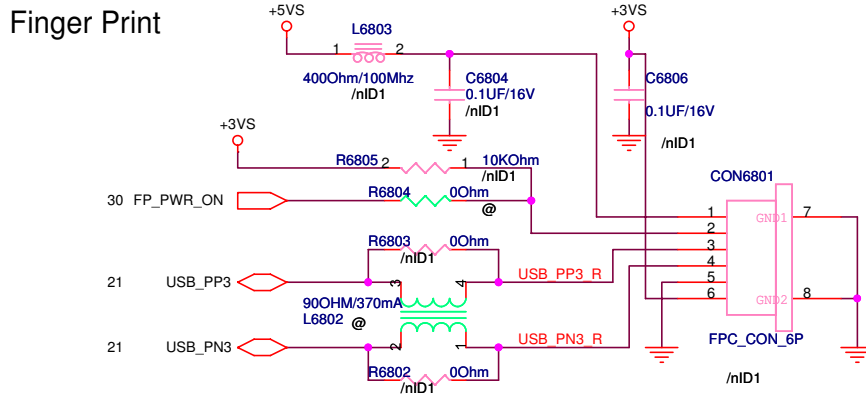 Finger Print
+5VS
+3VS
L6803
1 2
400Ohm/100Mhz
/nID1
C6804
0.1UF/16V
/nID1
C6806
0.1UF/16V
/nID1
+3VS
R6805 2 1 10KOhm
/nID1
CON6801
30 FP_PWR_ON
R6804 0Ohm
@
1 GND1 7
2
R6803 0Ohm
/nID1
3
21 USB_PP3
3 4
USB_PP3_R
4
5
90OHM/370mA
L6802 @
6 GND2 8
21 USB_PN3
2 1
USB_PN3_R
FPC_CON_6P
R6802 0Ohm
/nID1
/nID1